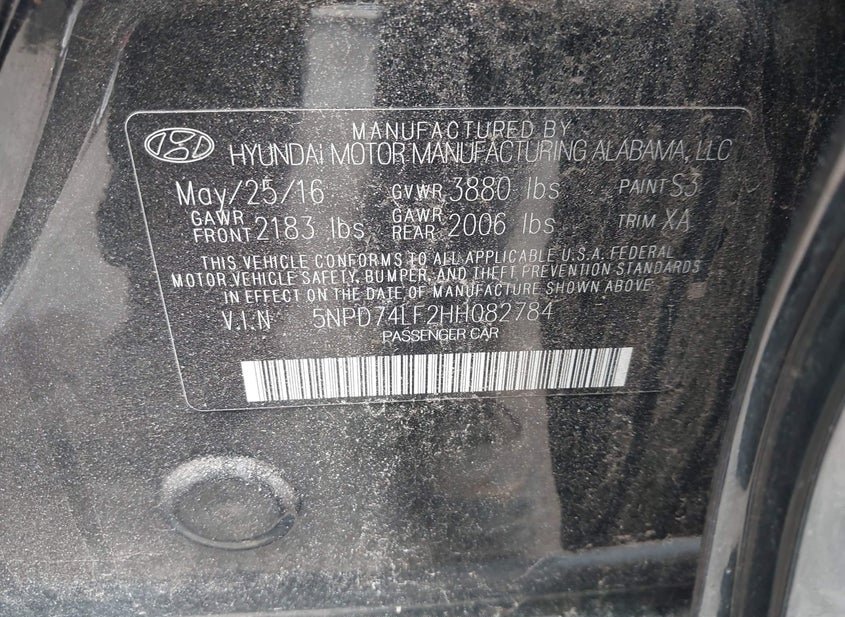 MANUFACTURED BY
HYUNDAI MOTOR MANUFACTURING ALABAMA, LLC
May/25/16 GVWR 3880 lbs PAINT S3
GAWR FRONT 2183 lbs GAWR REAR 2006 lbs TRIM XA
THIS VEHICLE CONFORMS TO ALL APPLICABLE U.S.A. FEDERAL
MOTOR VEHICLE SAFETY, BUMPER, AND THEFT PREVENTION STANDARDS
IN EFFECT ON THE DATE OF MANUFACTURE SHOWN ABOVE
V.I.N 5NPD74LF2HH082784
PASSENGER CAR